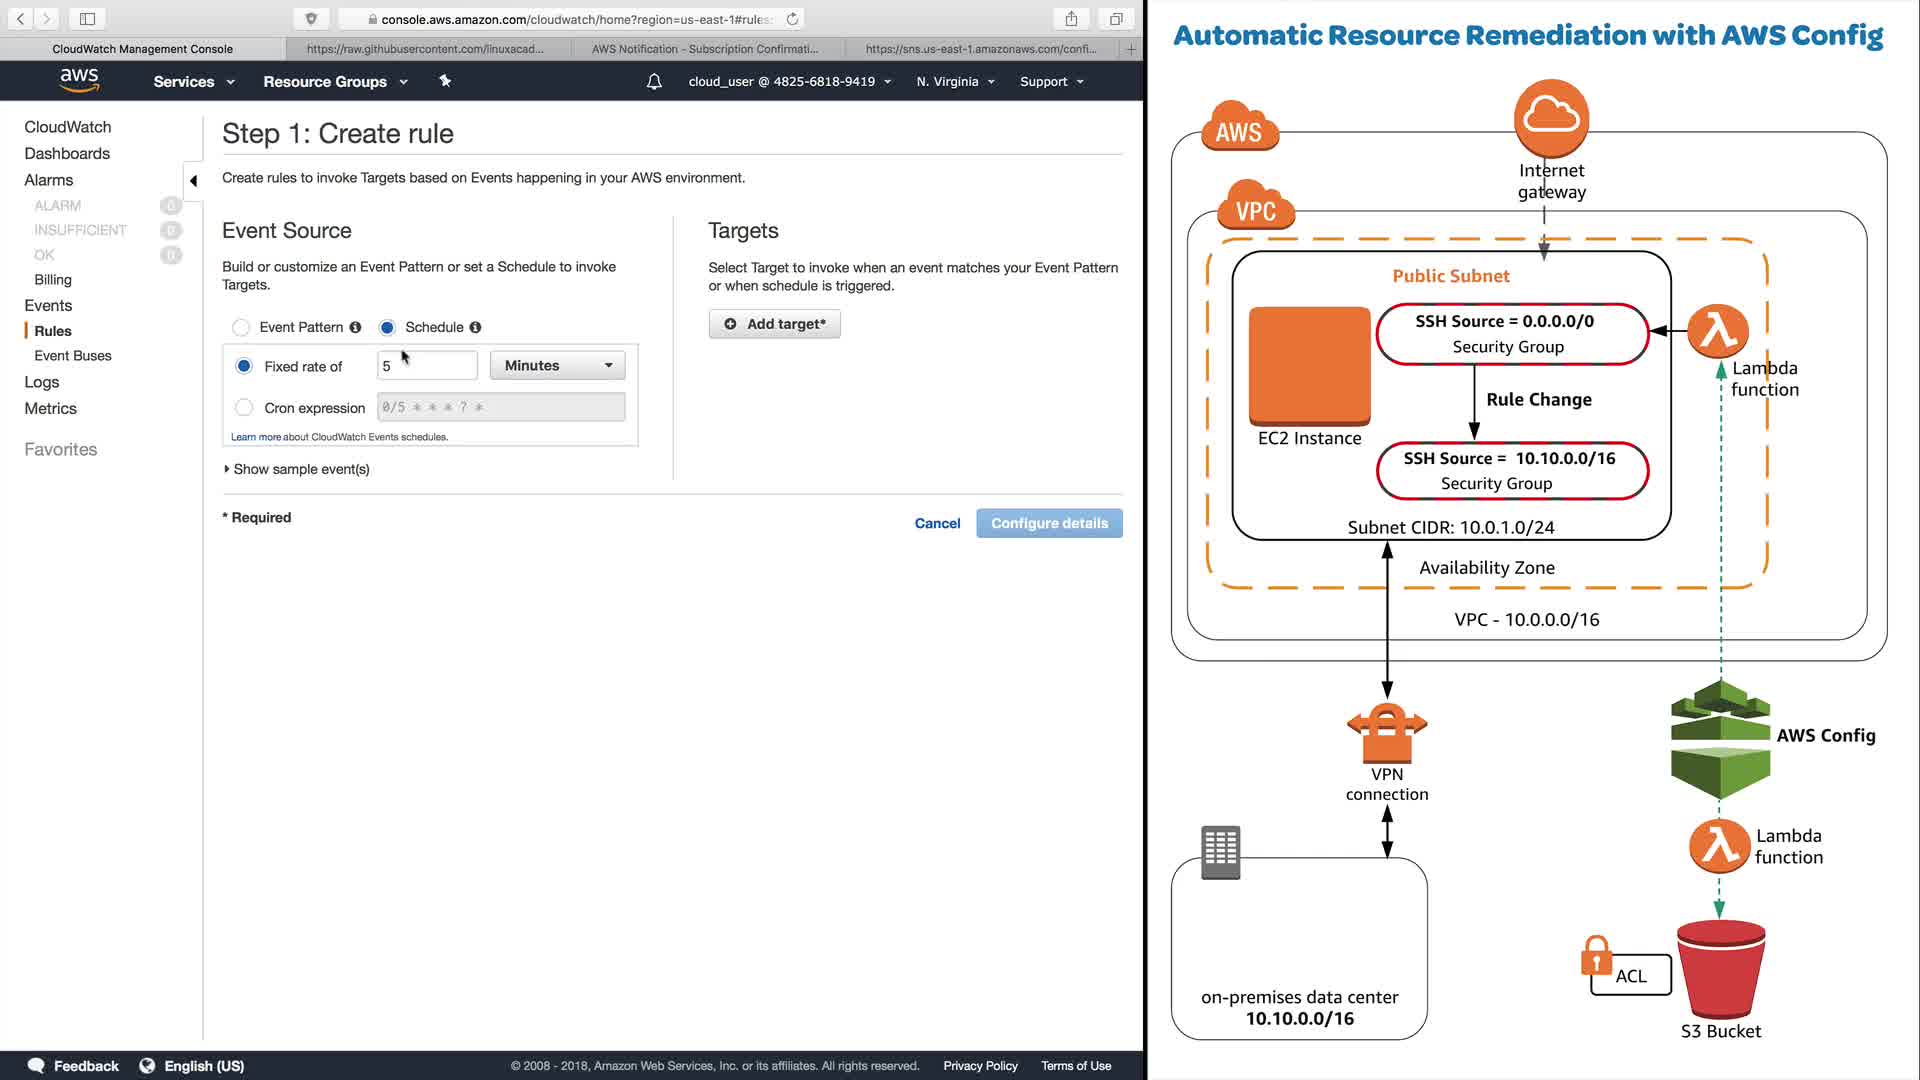 console.aws.amazon.com/cloudwatch/home?region=us-east-1#rules:
CloudWatch Management Console
https://raw.githubusercontent.com/linuxacad...
AWS Notification - Subscription Confirmati...
https://sns.us-east-1.amazonaws.com/confi...
aws
Services
Resource Groups
cloud_user @ 4825-6818-9419
N. Virginia
Support
CloudWatch
Dashboards
Alarms
ALARM 0
INSUFFICIENT 0
OK 0
Billing
Events
Rules
Event Buses
Logs
Metrics
Favorites
Step 1: Create rule
Create rules to invoke Targets based on Events happening in your AWS environment.
Event Source
Build or customize an Event Pattern or set a Schedule to invoke
Targets.
Event Pattern
Schedule
Fixed rate of 5 Minutes
Cron expression 0/5 * * * ? *
Learn more about CloudWatch Events schedules.
Show sample event(s)
Targets
Select Target to invoke when an event matches your Event Pattern
or when schedule is triggered.
Add target*
* Required
Cancel
Configure details
Feedback
English (US)
© 2008 - 2018, Amazon Web Services, Inc. or its affiliates. All rights reserved.
Privacy Policy
Terms of Use
Automatic Resource Remediation with AWS Config
AWS
Internet
gateway
VPC
Public Subnet
SSH Source = 0.0.0.0/0
Security Group
Lambda
function
Rule Change
EC2 Instance
SSH Source = 10.10.0.0/16
Security Group
Subnet CIDR: 10.0.1.0/24
Availability Zone
VPC - 10.0.0.0/16
AWS Config
VPN
connection
Lambda
function
ACL
on-premises data center
10.10.0.0/16
S3 Bucket